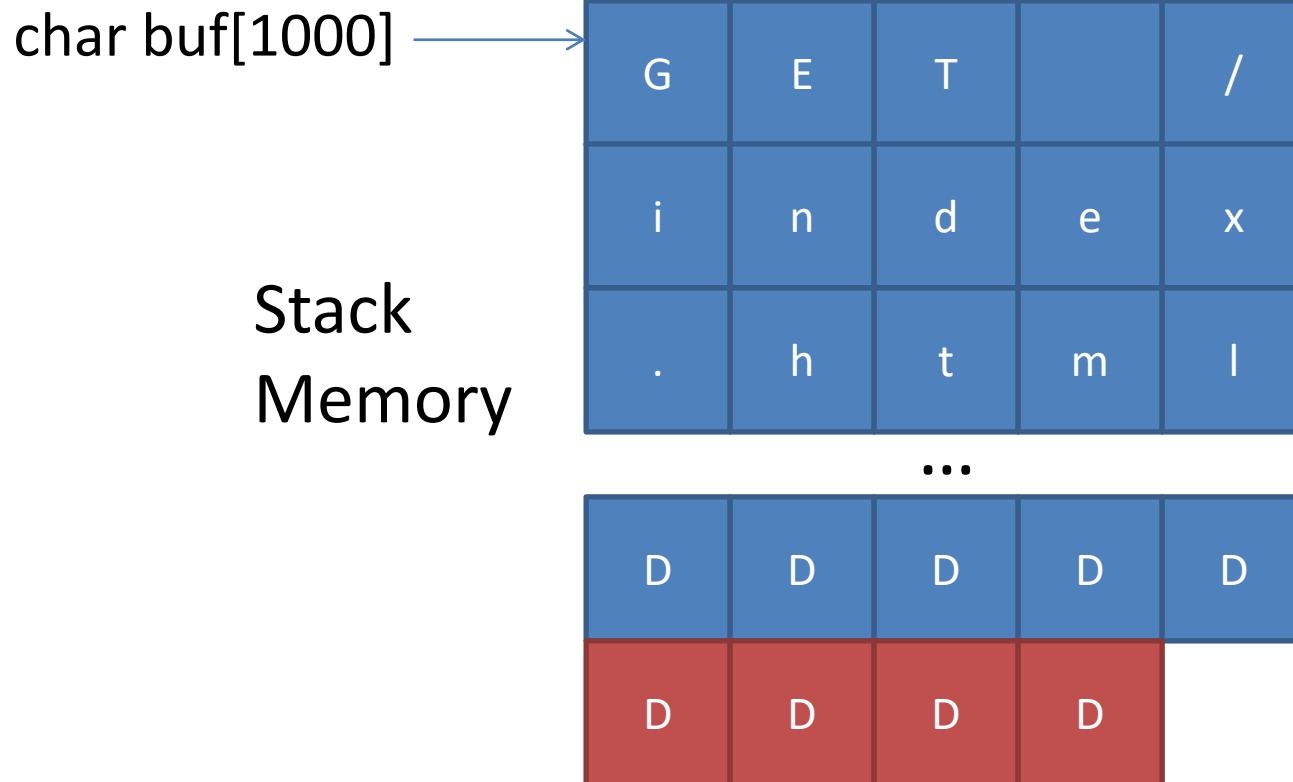 char buf[1000]
G E T /
i n d e x
Stack
Memory
. h t m l
...
D D D D D
D D D D